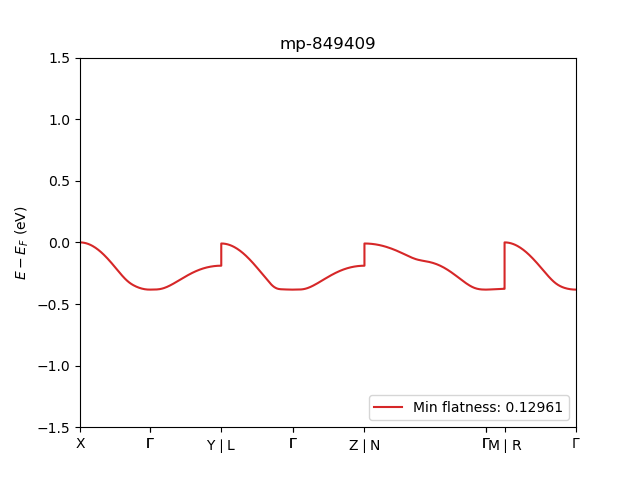 mp-849409
E − E_F (eV)
1.5
1.0
0.5
0.0
−0.5
−1.0
−1.5
Min flatness: 0.12961
X Γ Y | L Γ Z | N Γ M | R Γ